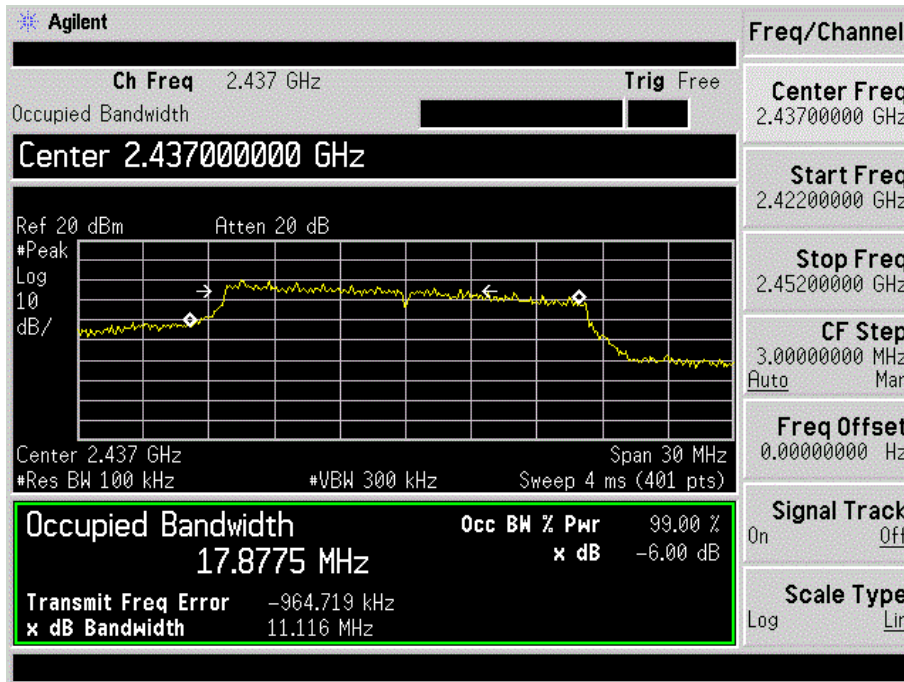 Agilent
Freq/Channel
Ch Freq 2.437 GHz Trig Free
Occupied Bandwidth
Center 2.437000000 GHz
Ref 20 dBm Atten 20 dB
#Peak
Log
10
dB/
Center 2.437 GHz Span 30 MHz
#Res BW 100 kHz #VBW 300 kHz Sweep 4 ms (401 pts)
Occupied Bandwidth
17.8775 MHz
Occ BW % Pwr 99.00 %
x dB -6.00 dB
Transmit Freq Error -964.719 kHz
x dB Bandwidth 11.116 MHz
Center Freq
2.43700000 GHz
Start Freq
2.42200000 GHz
Stop Freq
2.45200000 GHz
CF Step
3.00000000 MHz
Auto Man
Freq Offset
0.00000000 Hz
Signal Track
On Off
Scale Type
Log Lin